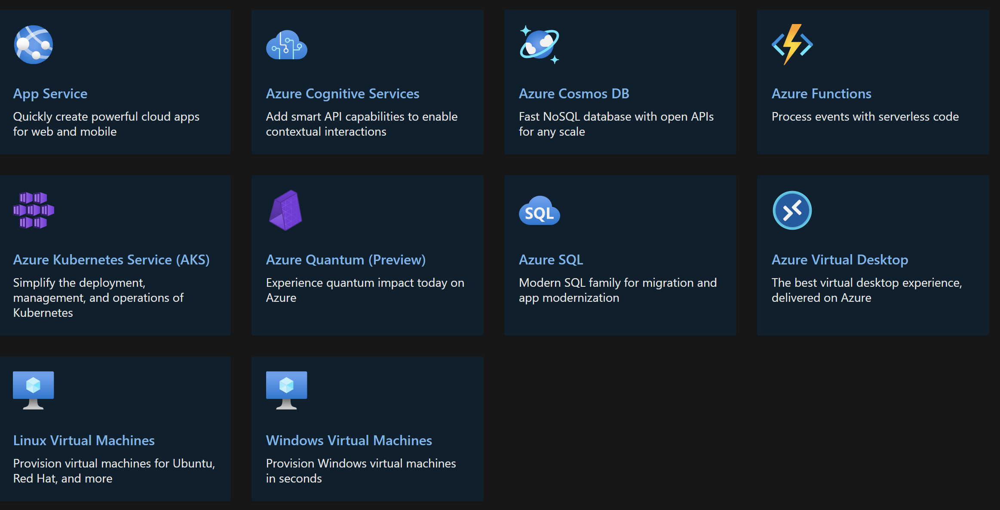 App Service
Quickly create powerful cloud apps
for web and mobile
Azure Cognitive Services
Add smart API capabilities to enable
contextual interactions
Azure Cosmos DB
Fast NoSQL database with open APIs
for any scale
Azure Functions
Process events with serverless code
Azure Kubernetes Service (AKS)
Simplify the deployment,
management, and operations of
Kubernetes
Azure Quantum (Preview)
Experience quantum impact today on
Azure
SQL
Azure SQL
Modern SQL family for migration and
app modernization
Azure Virtual Desktop
The best virtual desktop experience,
delivered on Azure
Linux Virtual Machines
Provision virtual machines for Ubuntu,
Red Hat, and more
Windows Virtual Machines
Provision Windows virtual machines
in seconds